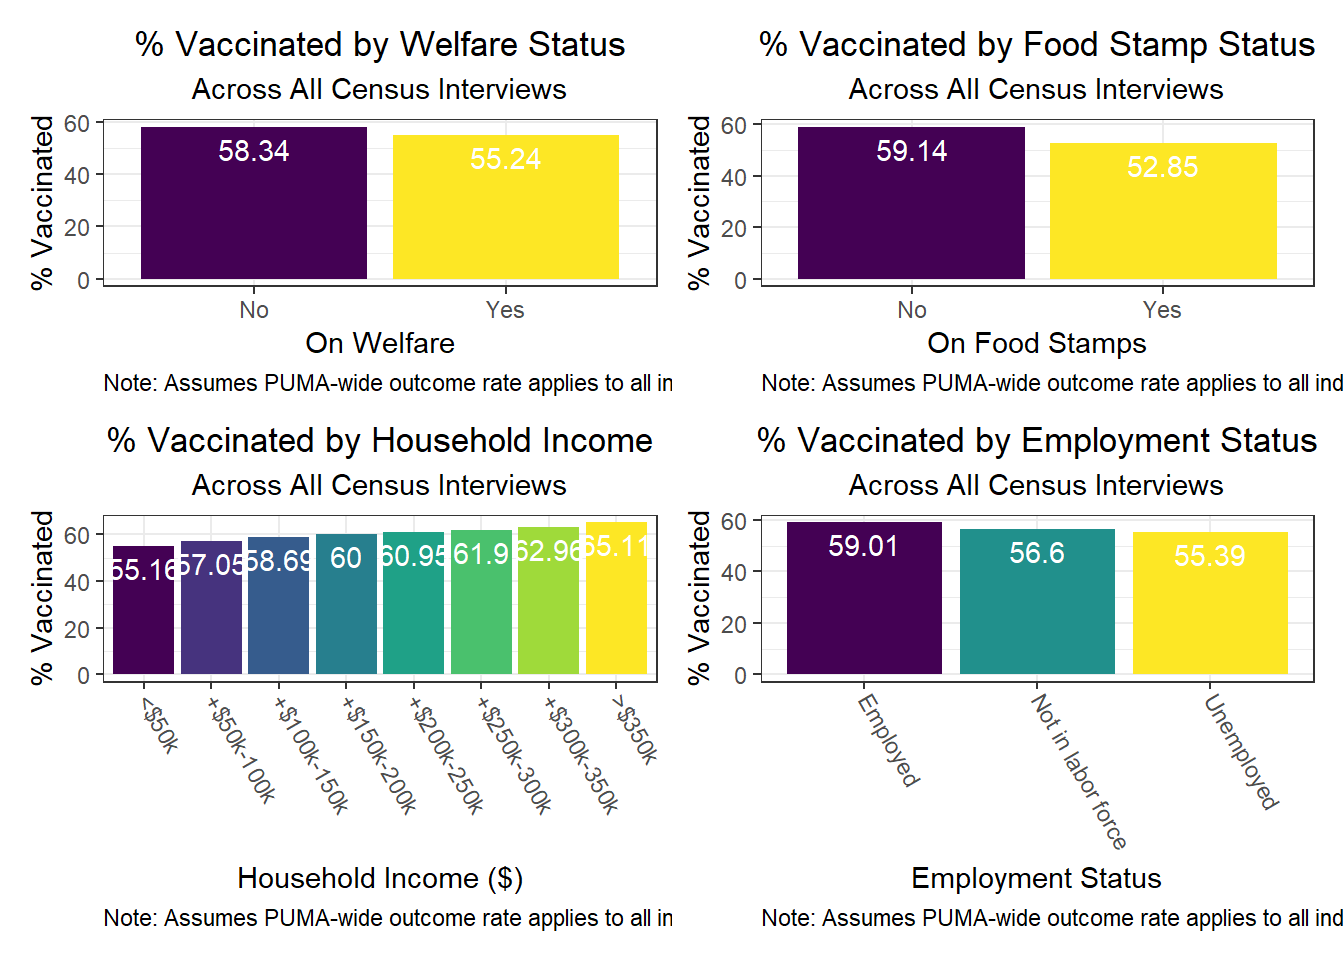 % Vaccinated by Welfare Status
Across All Census Interviews
% Vaccinated
60
40
20
0
58.34
55.24
No
Yes
On Welfare
Note: Assumes PUMA-wide outcome rate applies to all in
% Vaccinated by Food Stamp Status
Across All Census Interviews
% Vaccinated
60
40
20
0
59.14
52.85
No
Yes
On Food Stamps
Note: Assumes PUMA-wide outcome rate applies to all ind
% Vaccinated by Household Income
Across All Census Interviews
% Vaccinated
60
40
20
0
55.16
57.05
58.69
60
60.95
61.9
62.96
65.11
<$50k
+$50k-100k
+$100k-150k
+$150k-200k
+$200k-250k
+$250k-300k
+$300k-350k
>$350k
Household Income ($)
Note: Assumes PUMA-wide outcome rate applies to all in
% Vaccinated by Employment Status
Across All Census Interviews
% Vaccinated
60
40
20
0
59.01
56.6
55.39
Employed
Not in labor force
Unemployed
Employment Status
Note: Assumes PUMA-wide outcome rate applies to all ind